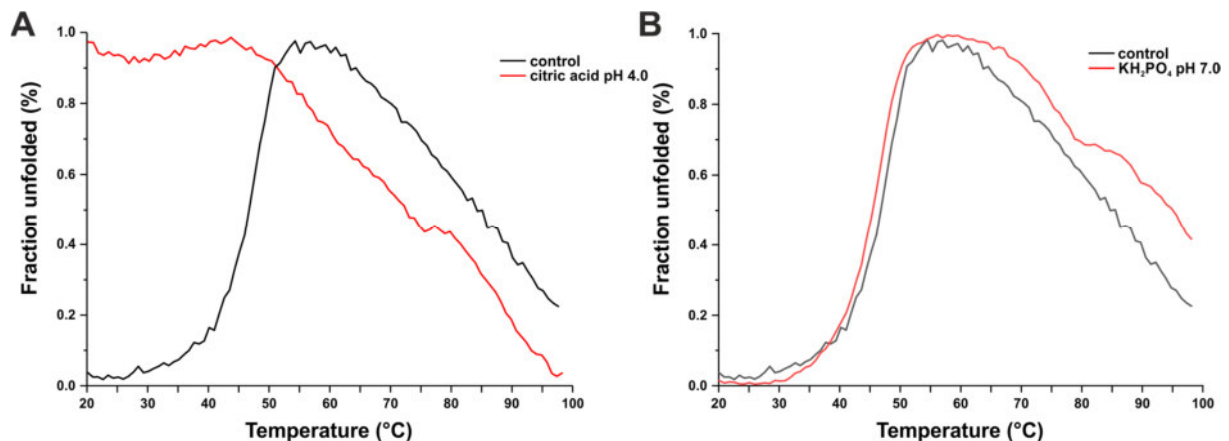 A
B
control
citric acid pH 4.0
control
KH₂PO₄ pH 7.0
Fraction unfolded (%)
1.0
0.8
0.6
0.4
0.2
0.0
20 30 40 50 60 70 80 90 100
Temperature (°C)
Fraction unfolded (%)
1.0
0.8
0.6
0.4
0.2
0.0
20 30 40 50 60 70 80 90 100
Temperature (°C)